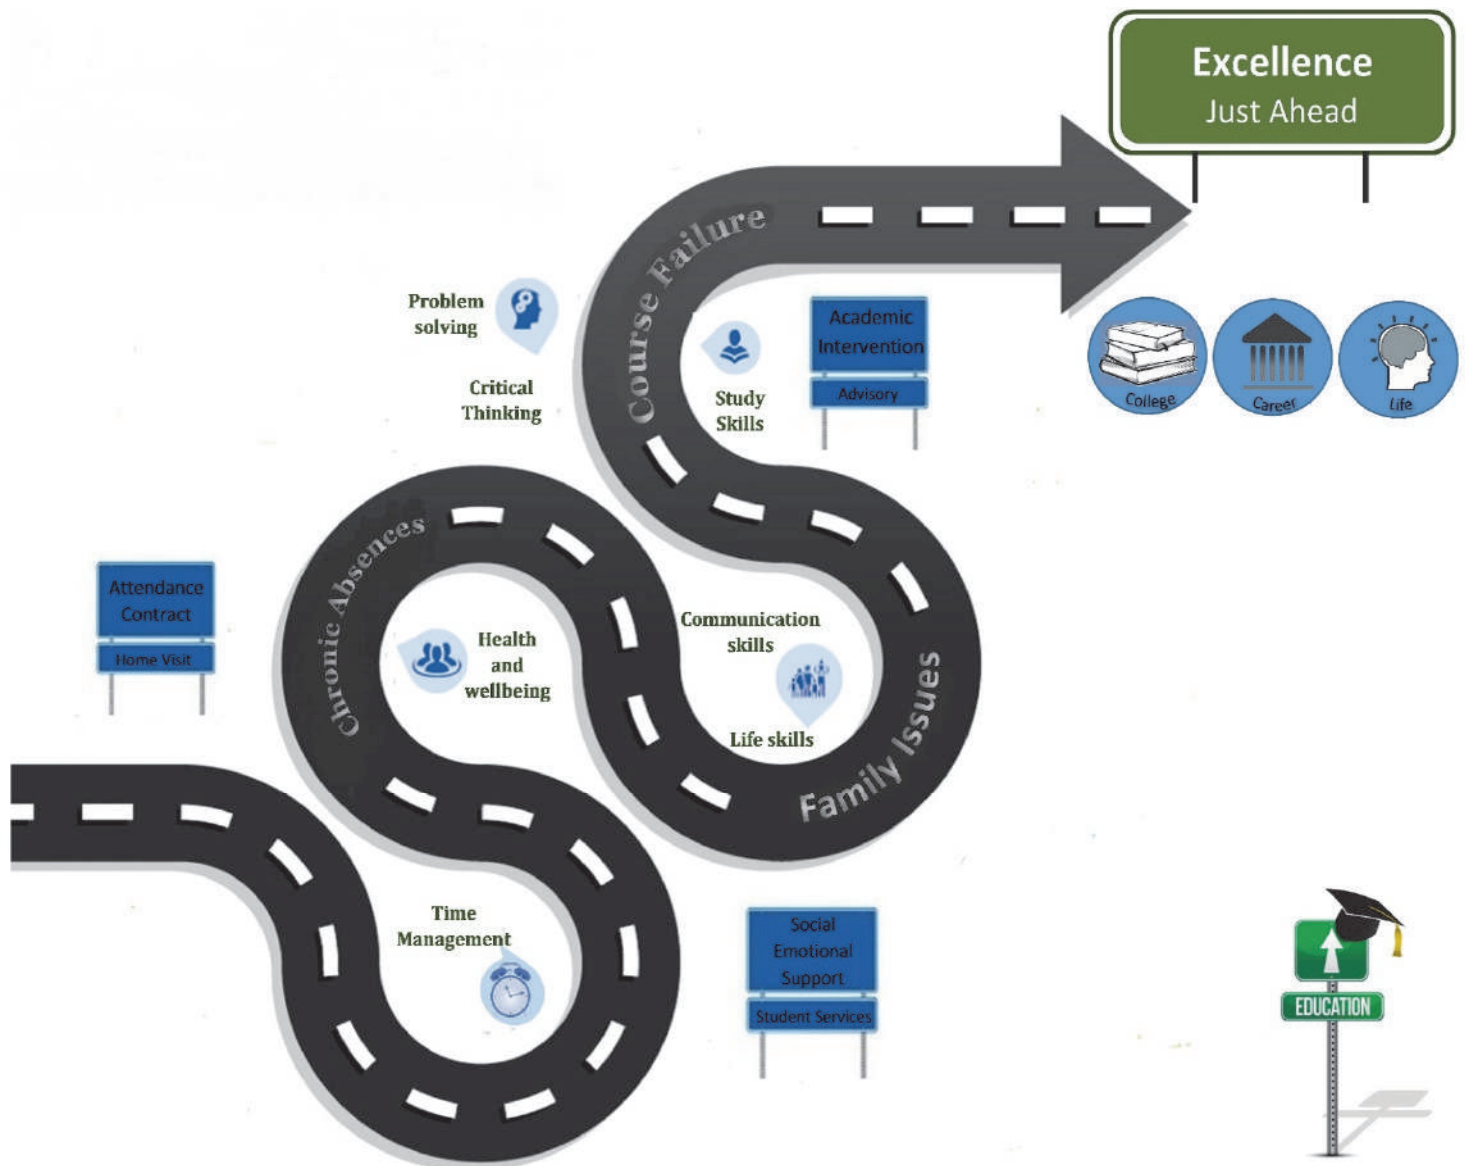 Excellence
Just Ahead
Course Failure
Problem
solving
Critical
Thinking
Study
Skills
Academic
Intervention
Advisory
College
Career
Life
Chronic Absences
Attendance
Contract
Home Visit
Health
and
wellbeing
Communication
skills
Life skills
Family Issues
Time
Management
Social
Emotional
Support
Student Services
EDUCATION